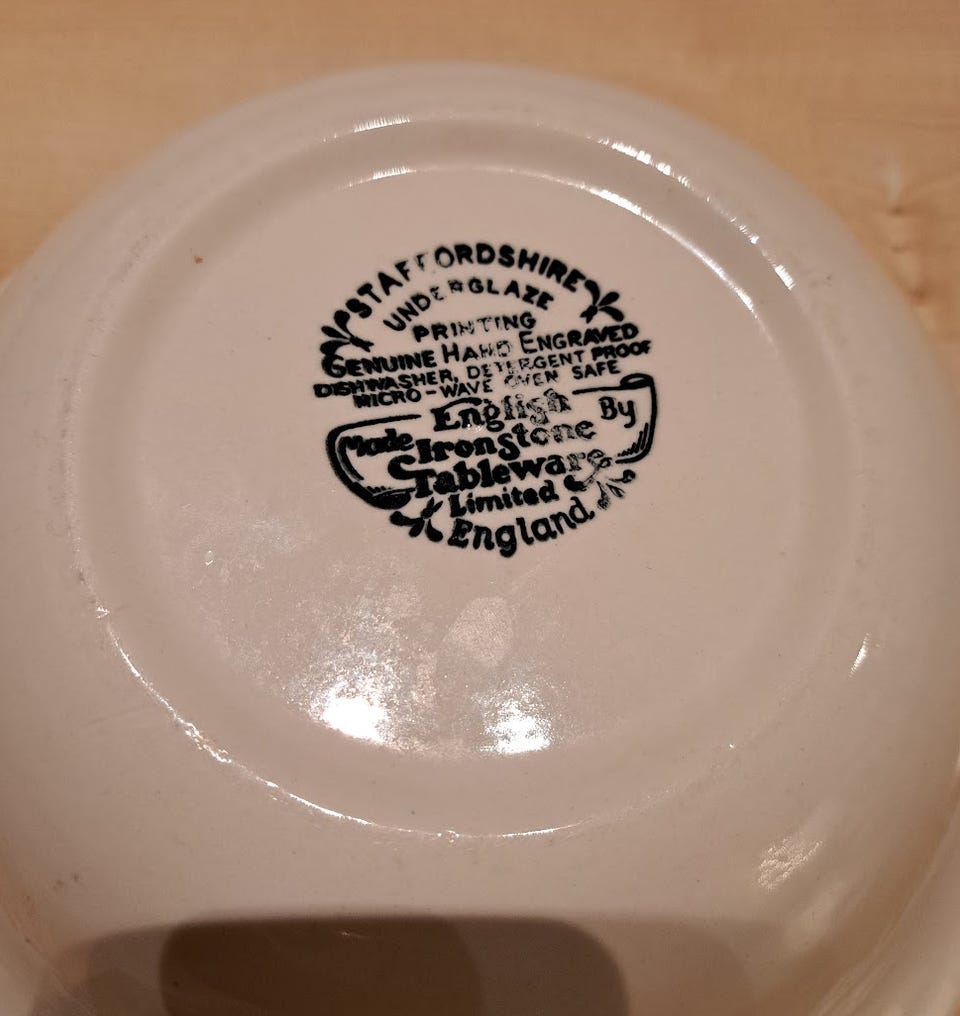 STAFFORDSHIRE
UNDERGLAZE
PRINTING
GENUINE HAND ENGRAVED
DISHWASHER, DETERGENT PROOF
MICRO-WAVE OVEN SAFE
English
Made Ironstone By
Tableware
Limited
England